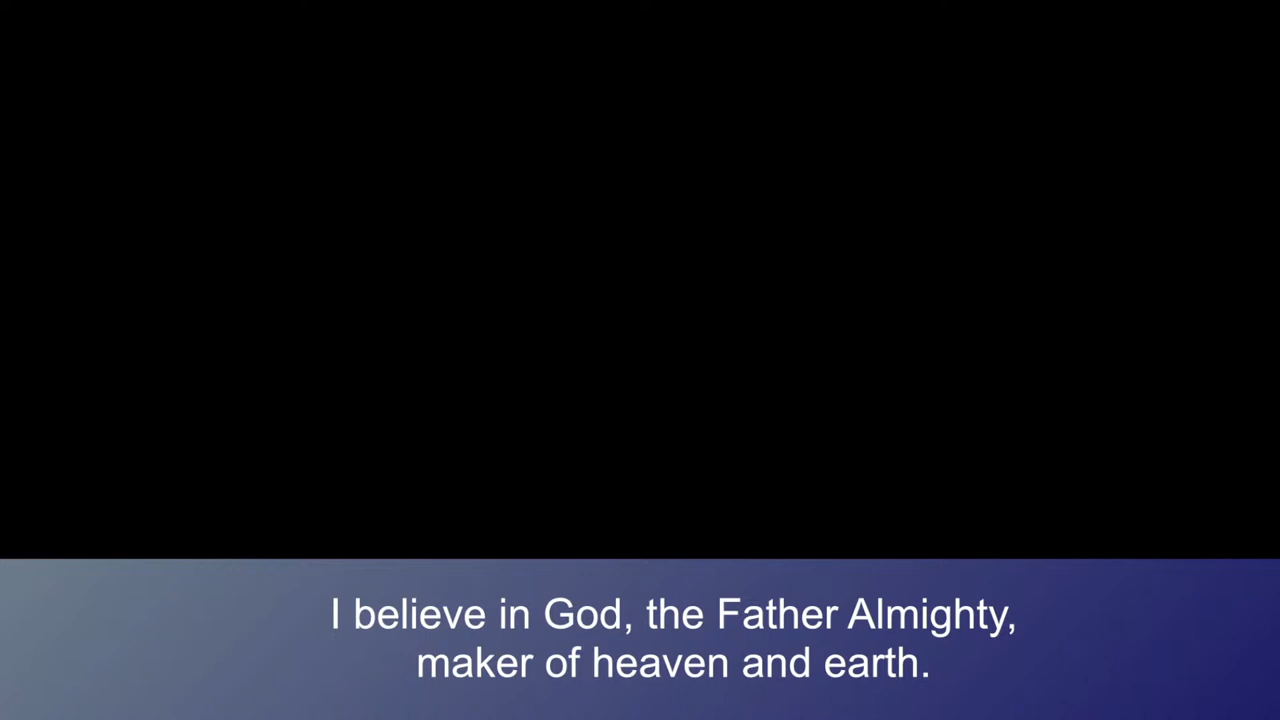 I believe in God, the Father Almighty,
maker of heaven and earth.